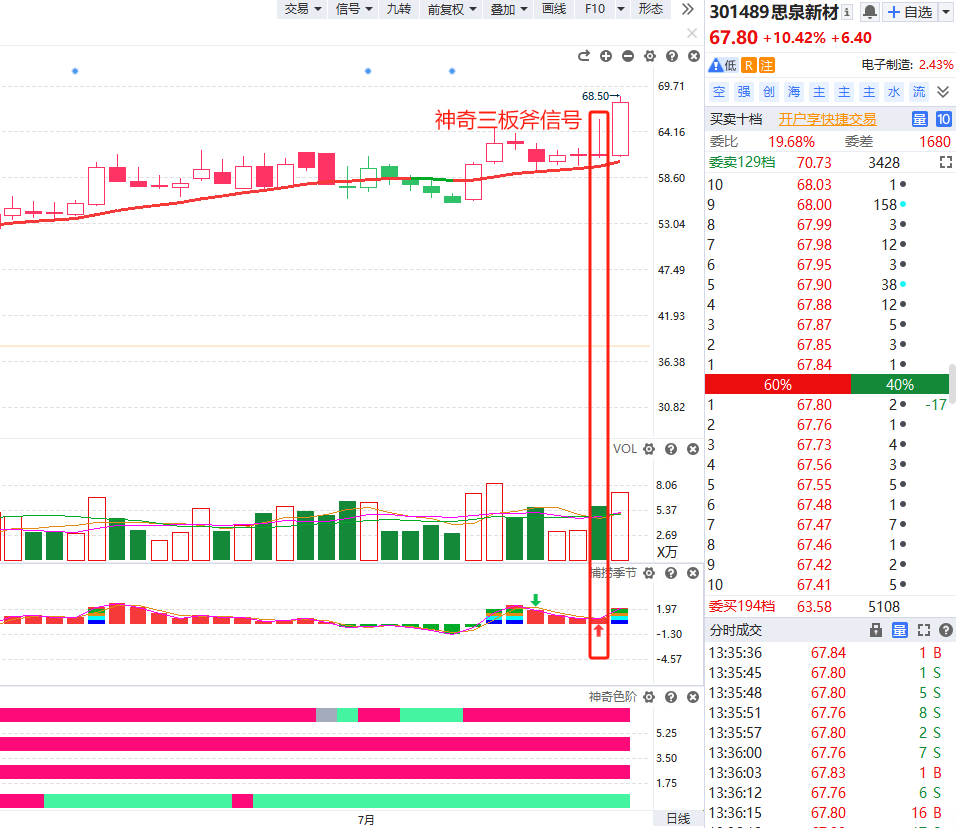 交易 信号 九转 前复权 叠加 画线 F10 形态
301489 思泉新材
自选
67.80 +10.42% +6.40
低 R 注 电子制造: 2.43%
空 强 创 海 主 主 主 水 流
买卖十档 开户享快捷交易 量 10
委比 19.68% 委差 1680
委卖129档 70.73 3428
10 68.03 1
9 68.00 158
8 67.99 3
7 67.98 12
6 67.95 3
5 67.90 38
4 67.88 12
3 67.87 5
2 67.85 3
1 67.84 1
60% 40%
1 67.80 2 -17
2 67.76 1
3 67.73 4
4 67.56 3
5 67.55 5
6 67.48 1
7 67.47 7
8 67.46 1
9 67.42 2
10 67.41 5
委买194档 63.58 5108
分时成交 量
13:35:36 67.84 1 B
13:35:45 67.80 1 S
13:35:48 67.80 5 S
13:35:51 67.76 8 S
13:35:57 67.80 2 S
13:36:00 67.76 7 S
13:36:03 67.83 1 B
13:36:12 67.76 6 S
13:36:15 67.80 16 B
神奇三板斧信号
68.50
69.71
64.16
58.60
53.04
47.49
41.93
36.38
30.82
VOL
8.06
5.37
2.69
X万
捕捞季节
1.97
-1.30
-4.57
神奇色阶
5.25
3.50
1.75
7月 日线